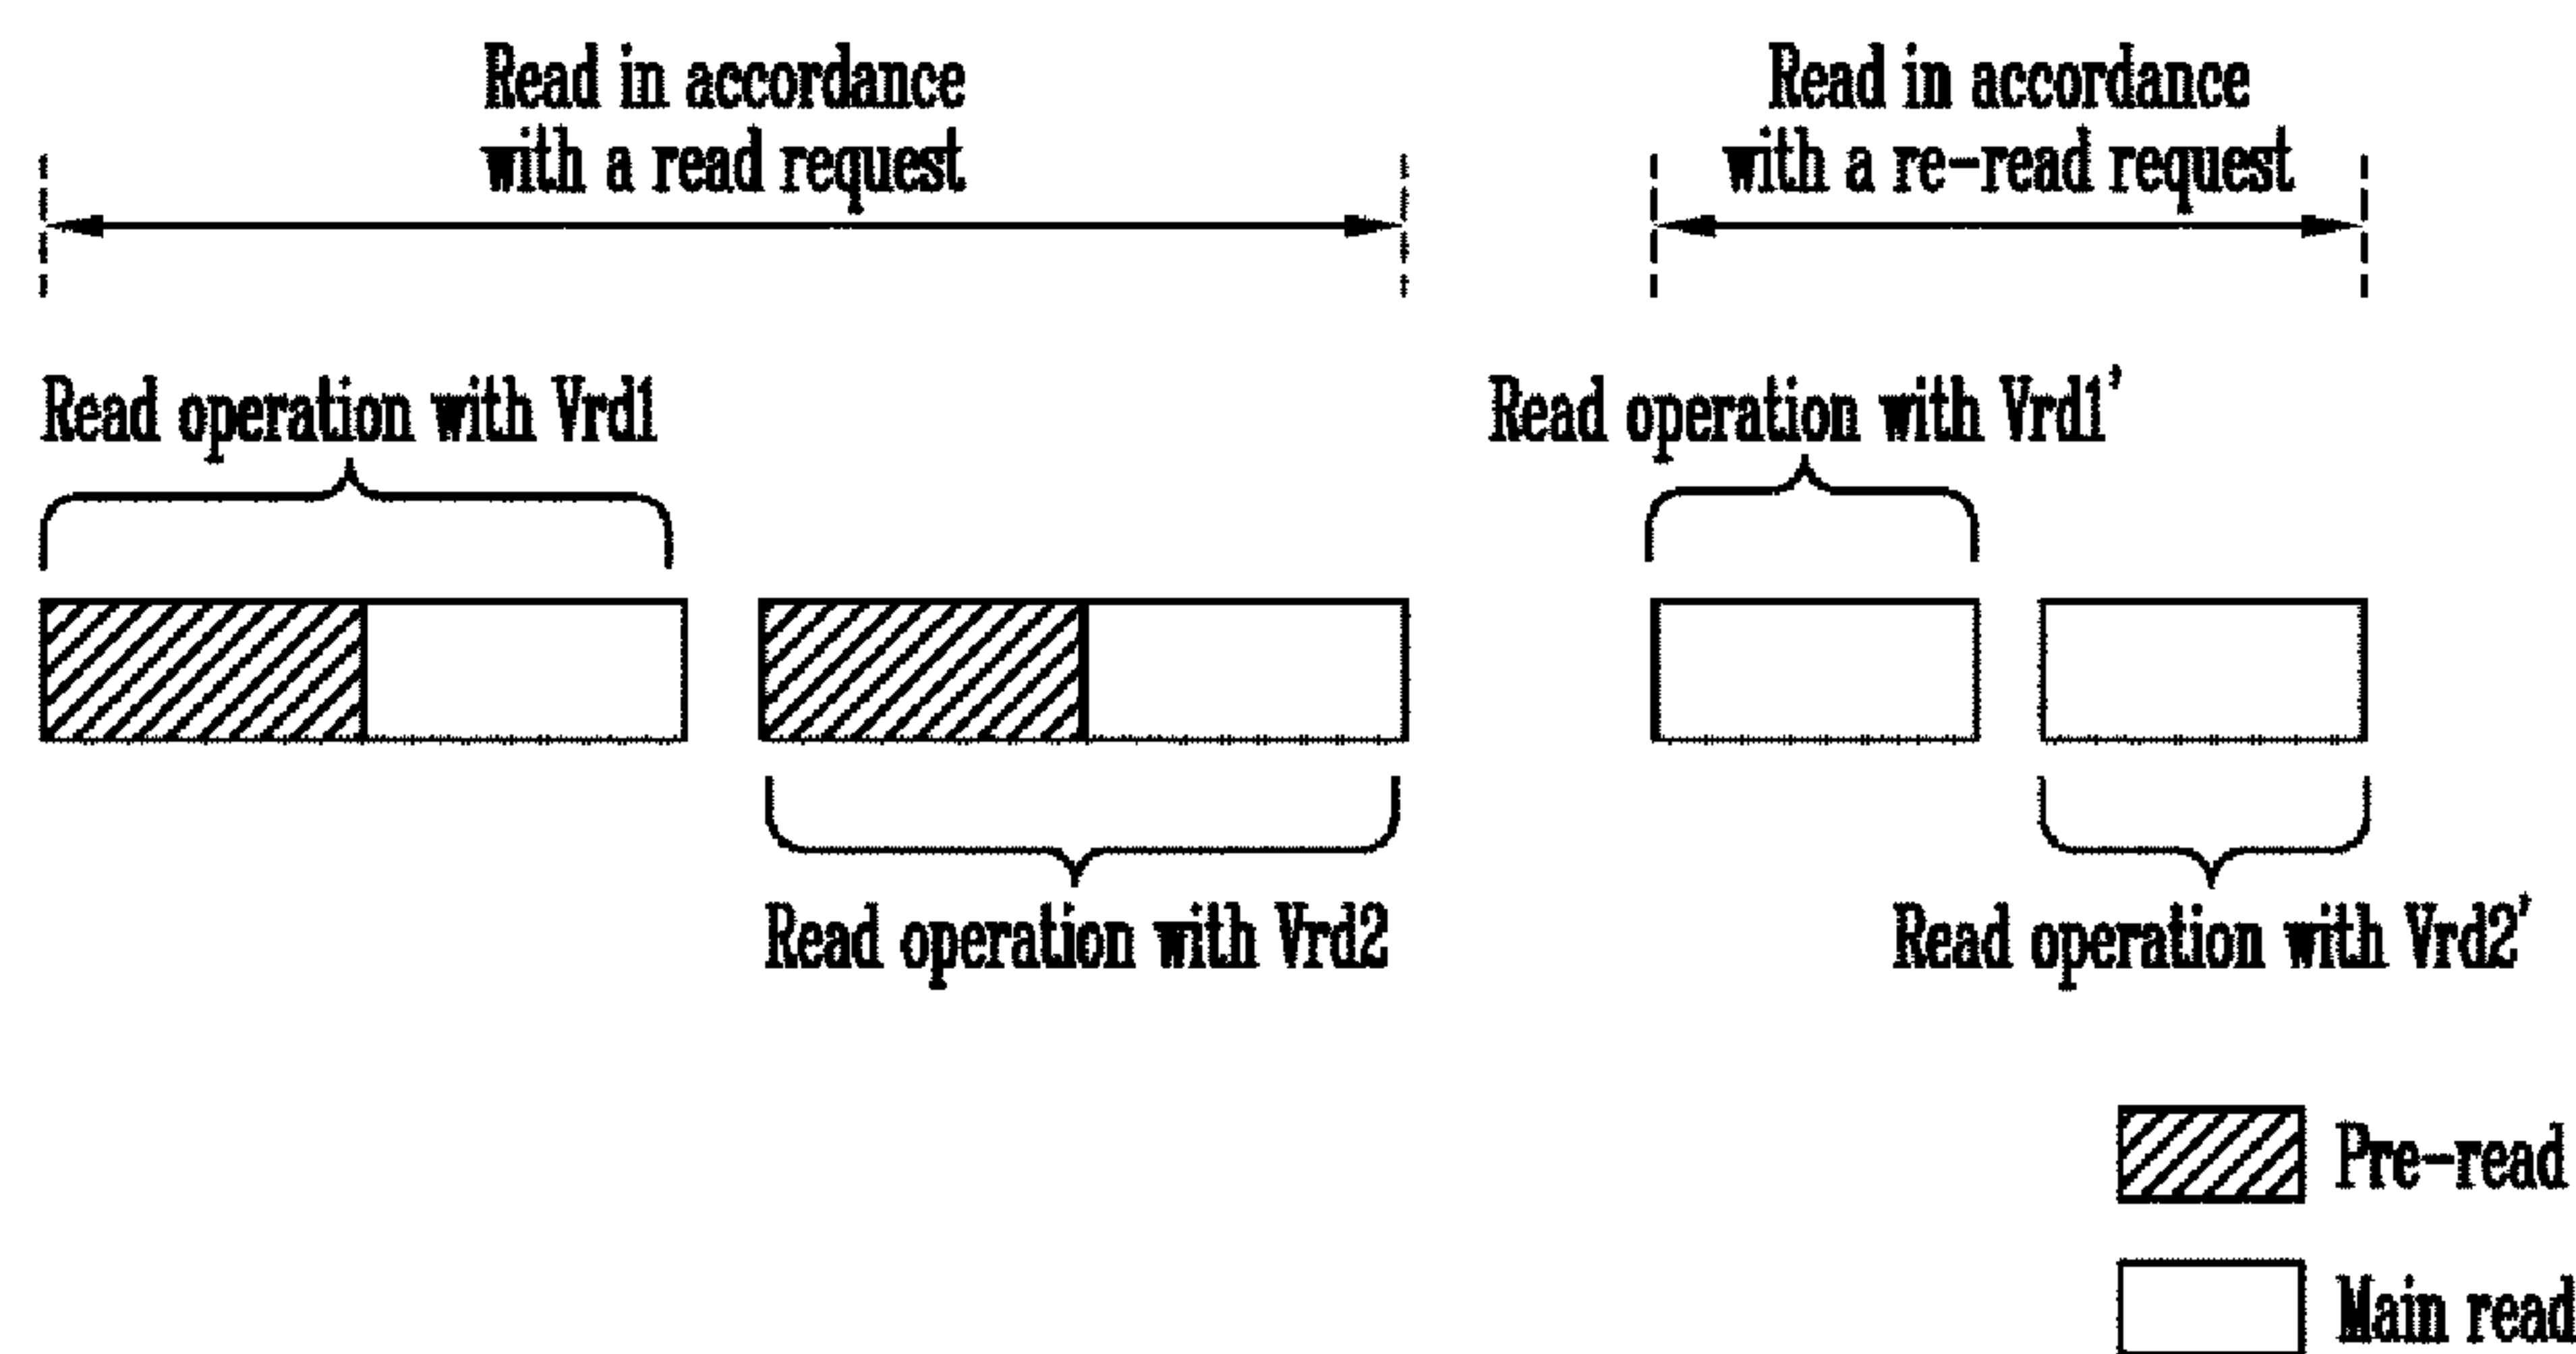 Read in accordance
with a read request
Read in accordance
with a re-read request
Read operation with Vrd1
Read operation with Vrd1'
Read operation with Vrd2
Read operation with Vrd2'
Pre-read
Main read